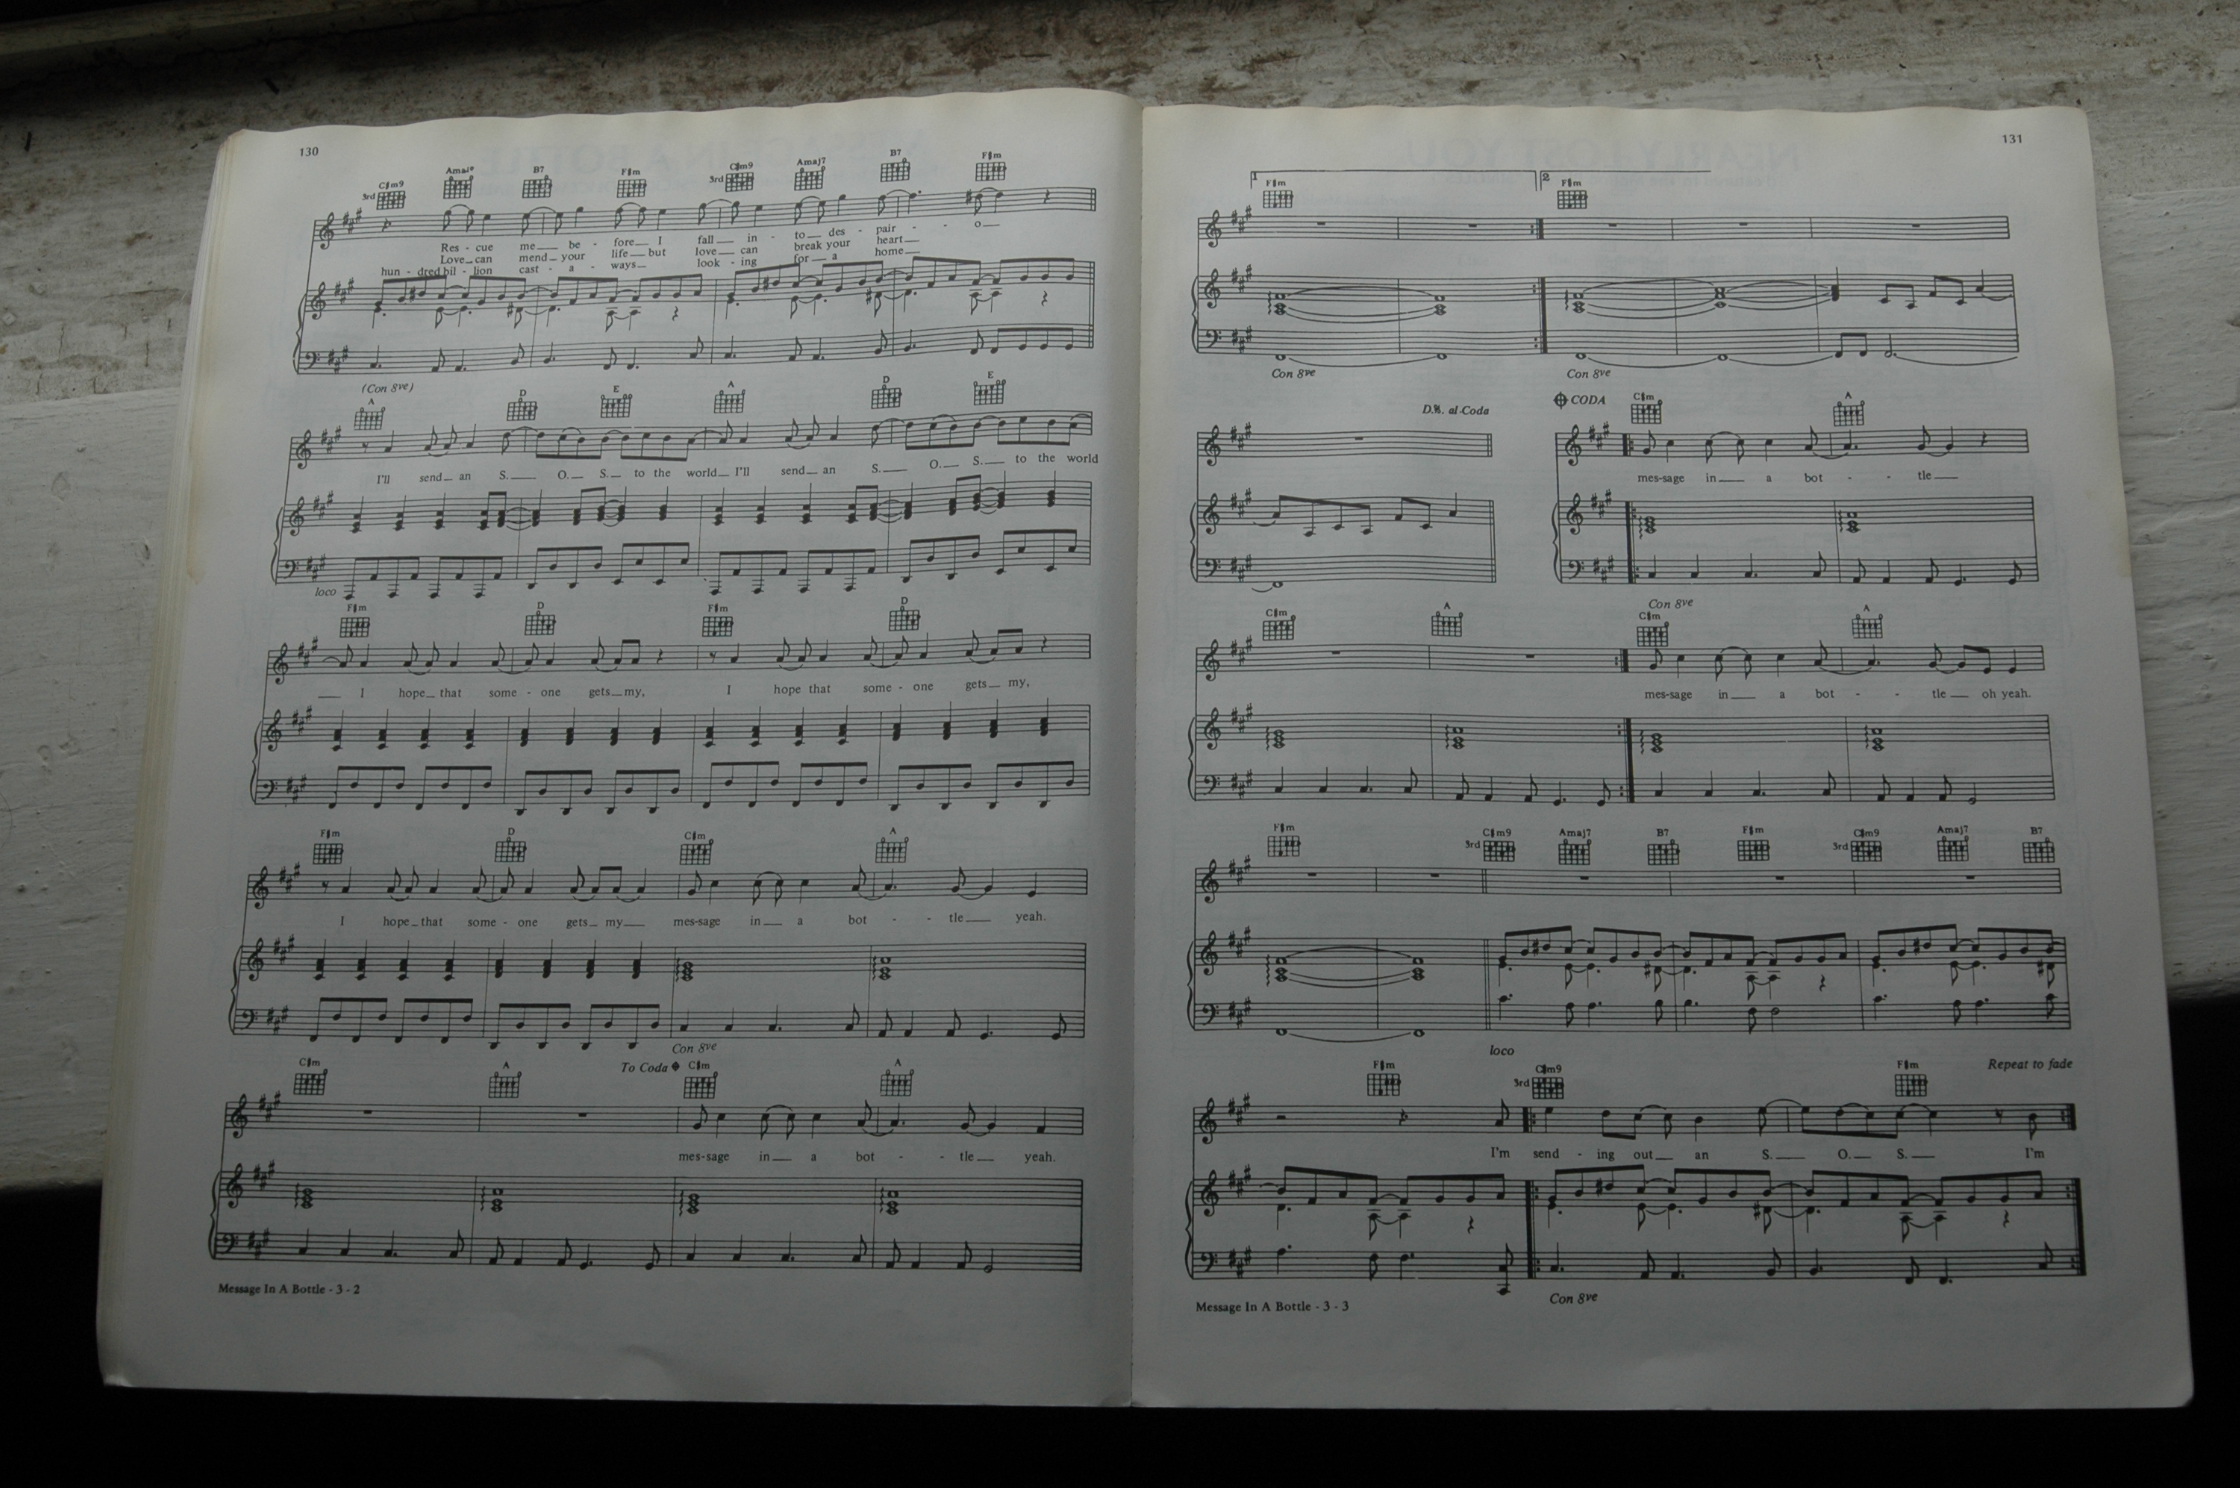 130
C♯m9 Amaj7 B7 F♯m C♯m9 Amaj7 B7 F♯m
3rd 3rd
Res - cue me be - fore I fall in - to des - pair - - o
Love can mend your life but love can break your heart
hun - dred bil - lion cast - a - ways look - ing for a home
(Con 8ve)
A D E A D E
I'll send an S. O. S. to the world I'll send an S. O. S. to the world
loco
F♯m D F♯m D
I hope that some - one gets my, I hope that some - one gets my,
F♯m D C♯m A
I hope that some - one gets my mes-sage in a bot - - tle yeah.
Con 8ve
C♯m A To Coda C♯m A
mes-sage in a bot - - tle yeah.
Message In A Bottle - 3 - 2
131
1 2
F♯m F♯m
Con 8ve Con 8ve
D.%. al Coda CODA C♯m A
mes-sage in a bot - - tle
Con 8ve
C♯m A C♯m A
mes-sage in a bot - - tle oh yeah.
F♯m C♯m9 Amaj7 B7 F♯m C♯m9 Amaj7 B7
3rd 3rd
loco
F♯m C♯m9 F♯m Repeat to fade
3rd
I'm send - ing out an S. O. S. I'm
Con 8ve
Message In A Bottle - 3 - 3